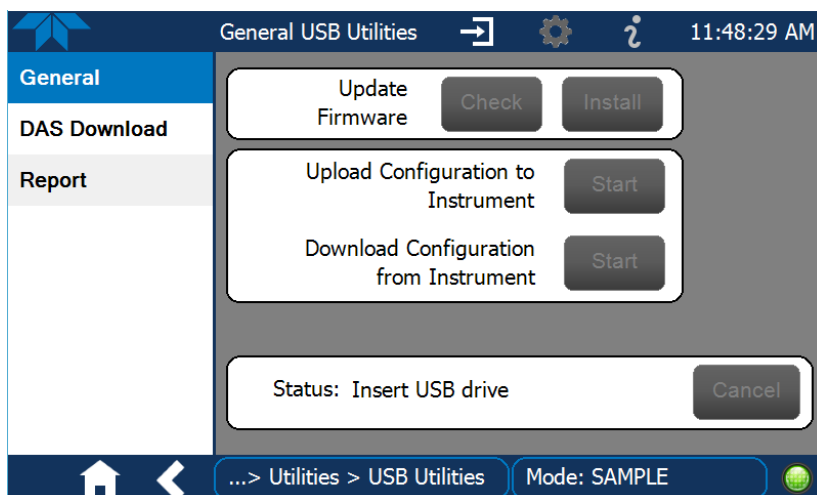 General USB Utilities
11:48:29 AM
General
DAS Download
Report
Update
Firmware
Check
Install
Upload Configuration to
Instrument
Start
Download Configuration
from Instrument
Start
Status: Insert USB drive
Cancel
...> Utilities > USB Utilities
Mode: SAMPLE